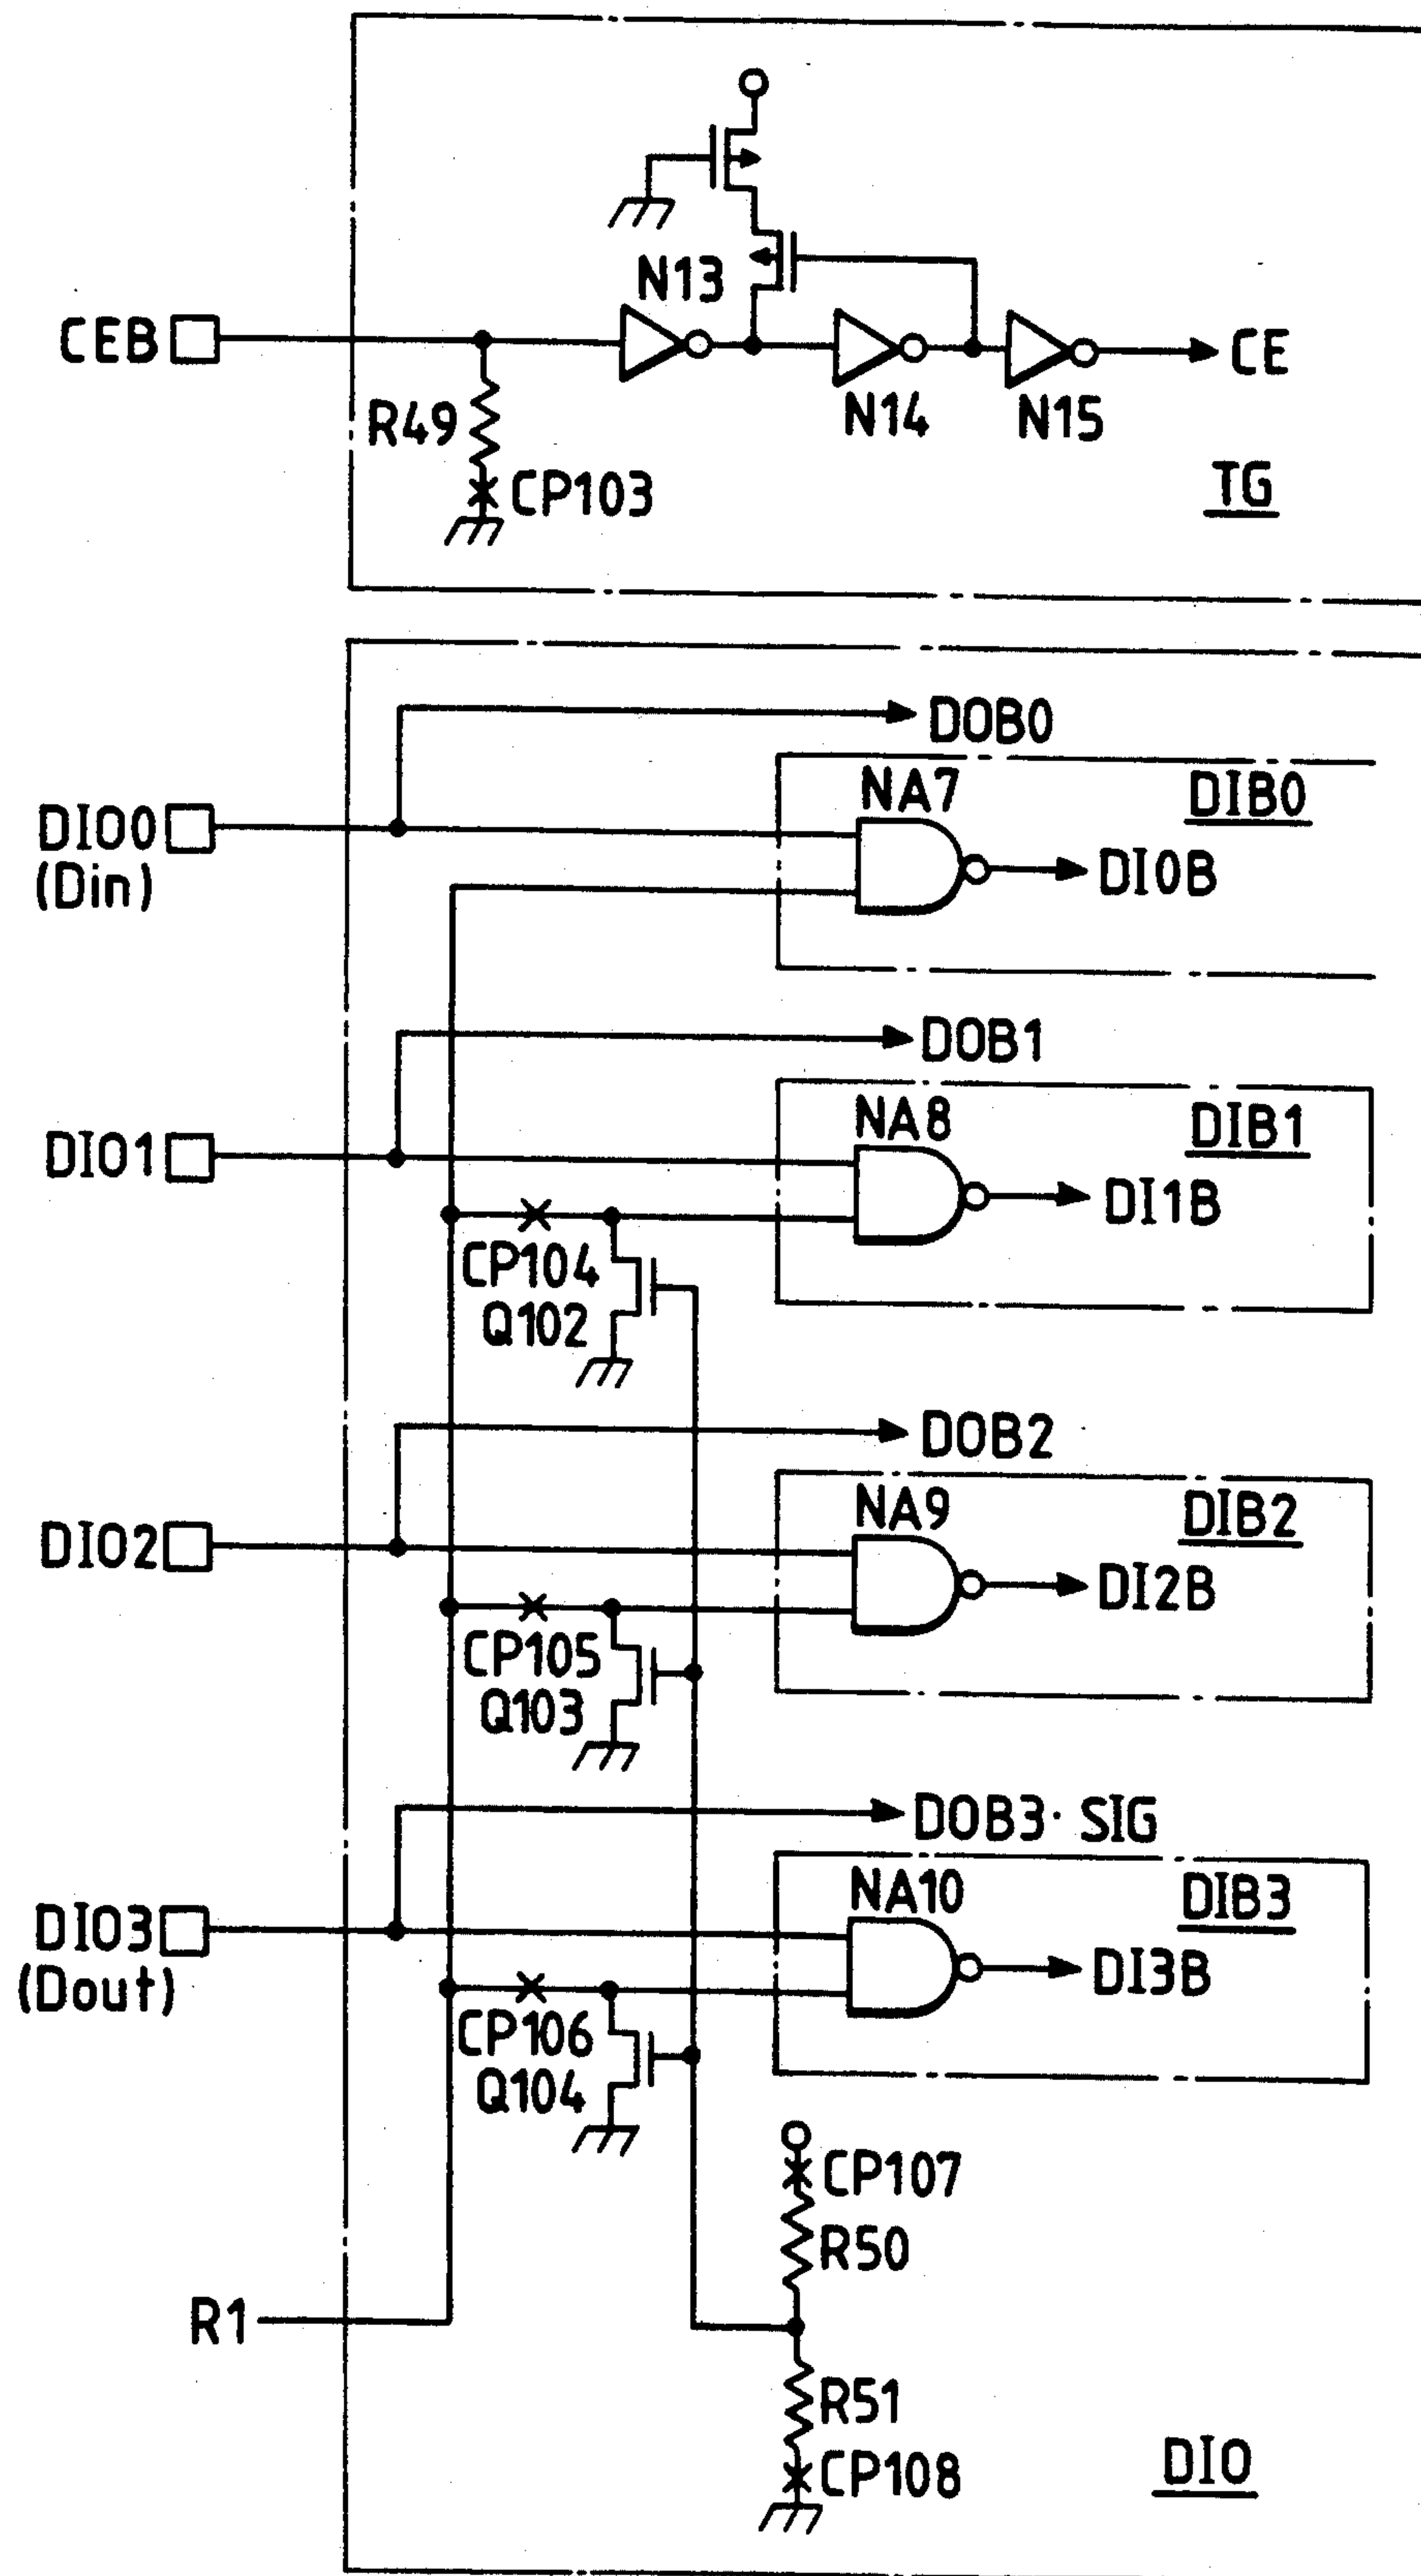 N13
CEB
CE
R49
N14
N15
CP103
TG
DOB0
NA7
DIB0
DIO0
(Din)
DI0B
DOB1
NA8
DIB1
DIO1
DI1B
CP104
Q102
DOB2
NA9
DIB2
DIO2
DI2B
CP105
Q103
DOB3· SIG
NA10
DIB3
DIO3
(Dout)
DI3B
CP106
Q104
CP107
R50
R1
R51
DIO
CP108